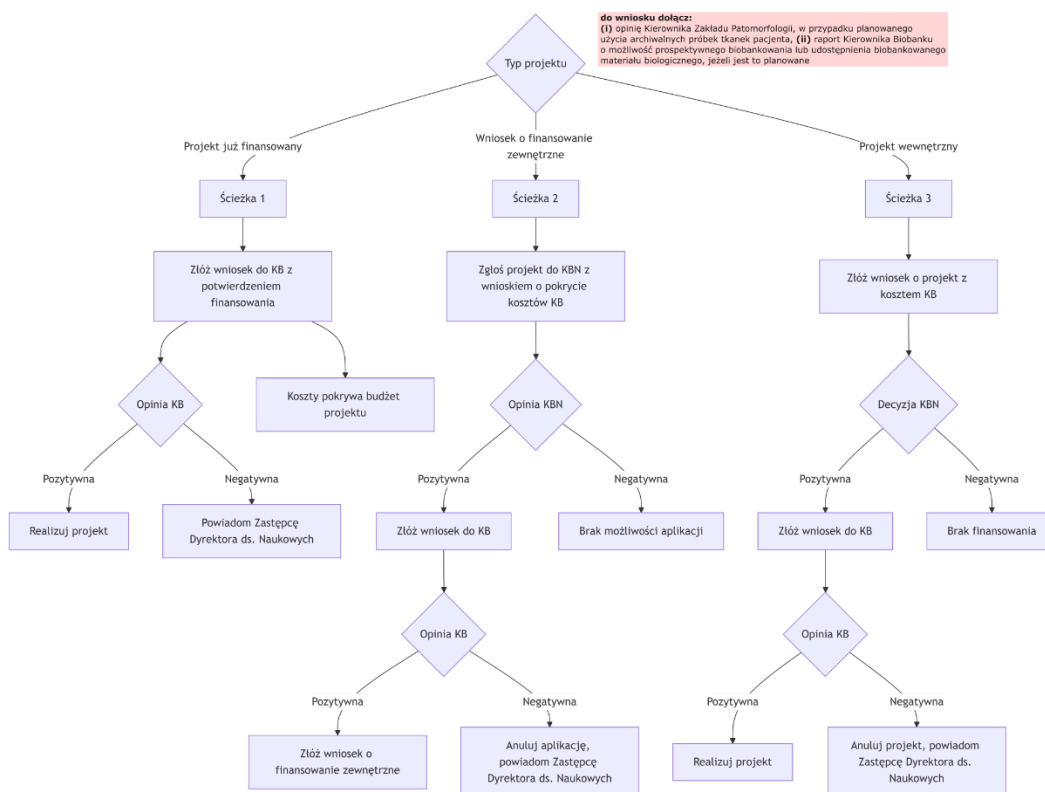 do wniosku dołącz:
(i) opinię Kierownika Zakładu Patomorfologii, w przypadku planowanego
użycia archiwalnych próbek tkanek pacjenta, (ii) raport Kierownika Biobanku
o możliwość prospektywnego biobankowania lub udostępnienia biobankowanego
materiału biologicznego, jeżeli jest to planowane
Typ projektu
Projekt już finansowany
Wniosek o finansowanie
zewnętrzne
Projekt wewnętrzny
Ścieżka 1
Ścieżka 2
Ścieżka 3
Złóż wniosek do KB z
potwierdzeniem
finansowania
Zgłoś projekt do KBN z
wnioskiem o pokrycie
kosztów KB
Złóż wniosek o projekt z
kosztem KB
Opinia KB
Koszty pokrywa budżet
projektu
Opinia KBN
Decyzja KBN
Pozytywna
Negatywna
Pozytywna
Negatywna
Pozytywna
Negatywna
Realizuj projekt
Powiadom Zastępcę
Dyrektora ds. Naukowych
Złóż wniosek do KB
Brak możliwości aplikacji
Złóż wniosek do KB
Brak finansowania
Opinia KB
Opinia KB
Pozytywna
Negatywna
Pozytywna
Negatywna
Złóż wniosek o
finansowanie zewnętrzne
Anuluj aplikację,
powiadom Zastępcę
Dyrektora ds. Naukowych
Realizuj projekt
Anuluj projekt, powiadom
Zastępcę Dyrektora ds.
Naukowych